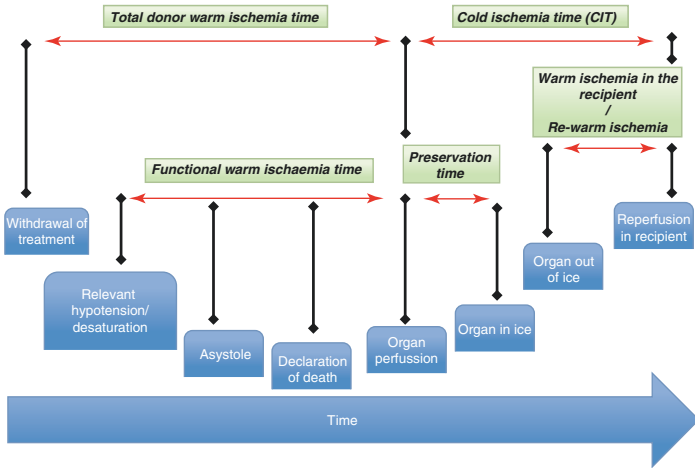 Total donor warm ischemia time
Cold ischemia time (CIT)
Warm ischemia in the
recipient
/
Re-warm ischemia
Functional warm ischaemia time
Preservation
time
Withdrawal of
treatment
Relevant
hypotension/
desaturation
Asystole
Declaration
of death
Organ
perfussion
Organ in ice
Organ out
of ice
Reperfusion
in recipient
Time